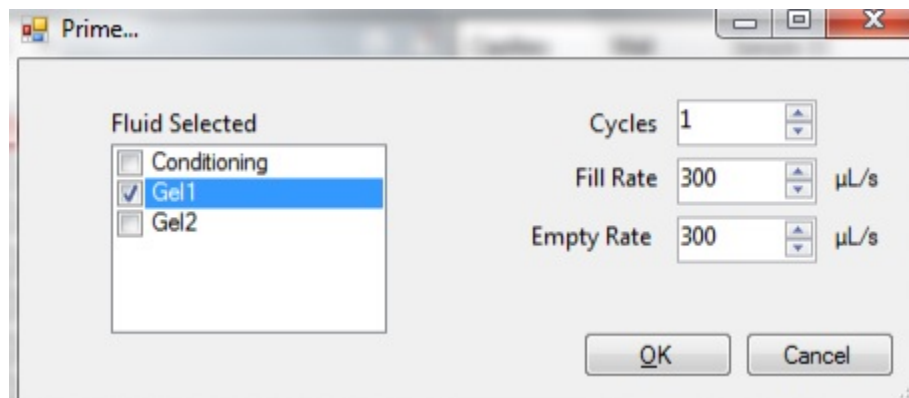 Prime...
Fluid Selected
Conditioning
Gel1
Gel2
Cycles 1
Fill Rate 300 µL/s
Empty Rate 300 µL/s
OK Cancel